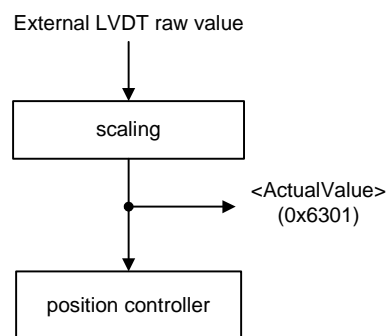 External LVDT raw value
scaling
<ActualValue>
(0x6301)
position controller